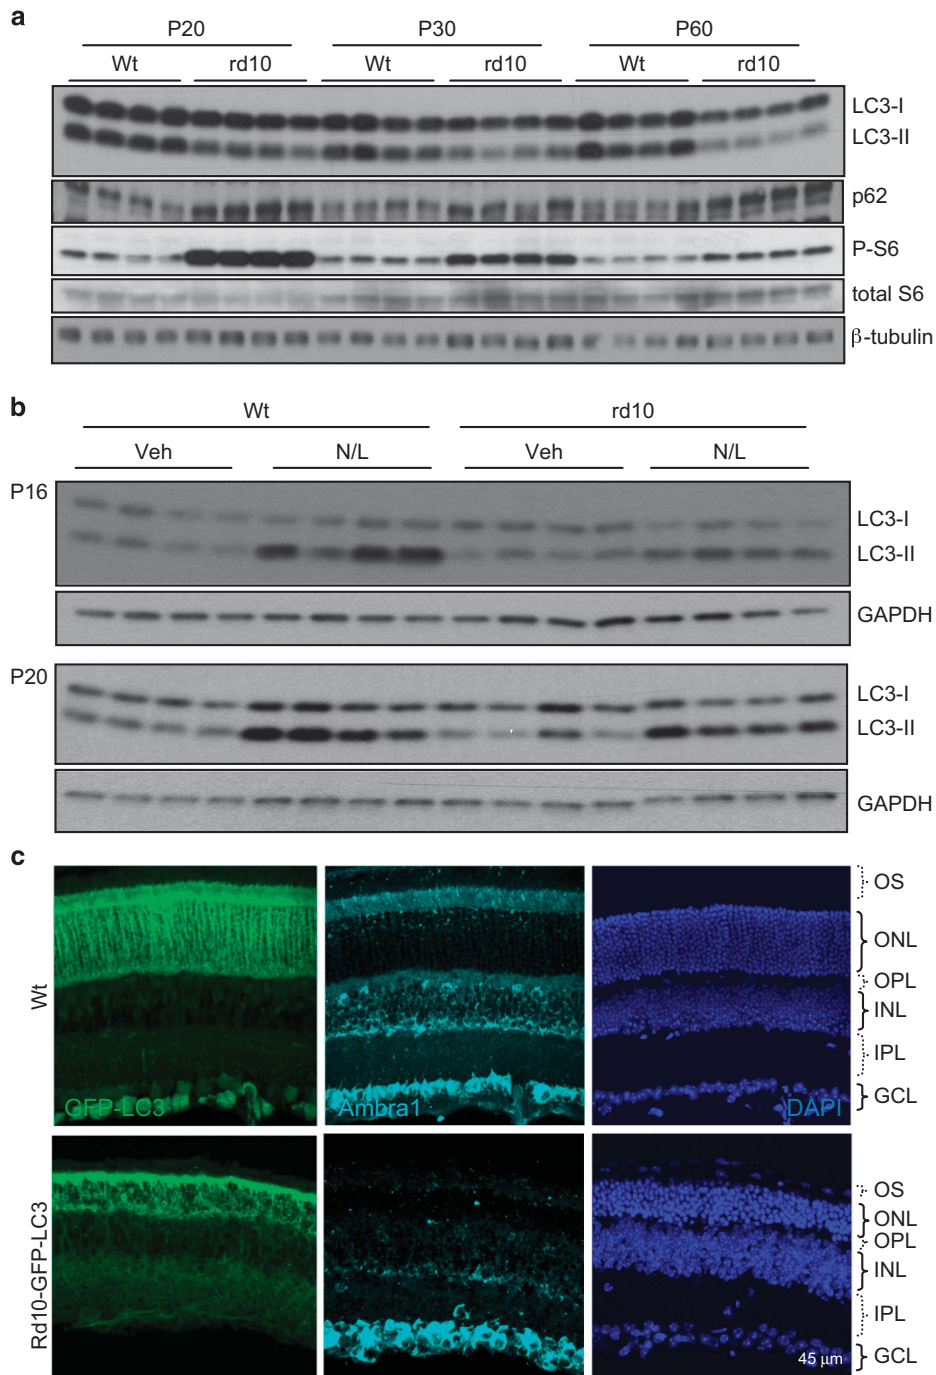 a
P20 P30 P60
Wt rd10 Wt rd10 Wt rd10
LC3-I
LC3-II
p62
P-S6
total S6
β-tubulin
b
Wt rd10
Veh N/L Veh N/L
P16
LC3-I
LC3-II
GAPDH
P20
LC3-I
LC3-II
GAPDH
c
Wt
GFP-LC3 Ambra1 DAPI
OS
ONL
OPL
INL
IPL
GCL
Rd10-GFP-LC3
45 μm
OS
ONL
OPL
INL
IPL
GCL